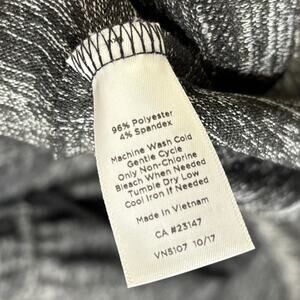 96% Polyester
4% Spandex
Machine Wash Cold
Gentle Cycle
Only Non-Chlorine
Bleach When Needed
Tumble Dry Low
Cool Iron If Needed
Made in Vietnam
CA #23147
VNS107 10/17